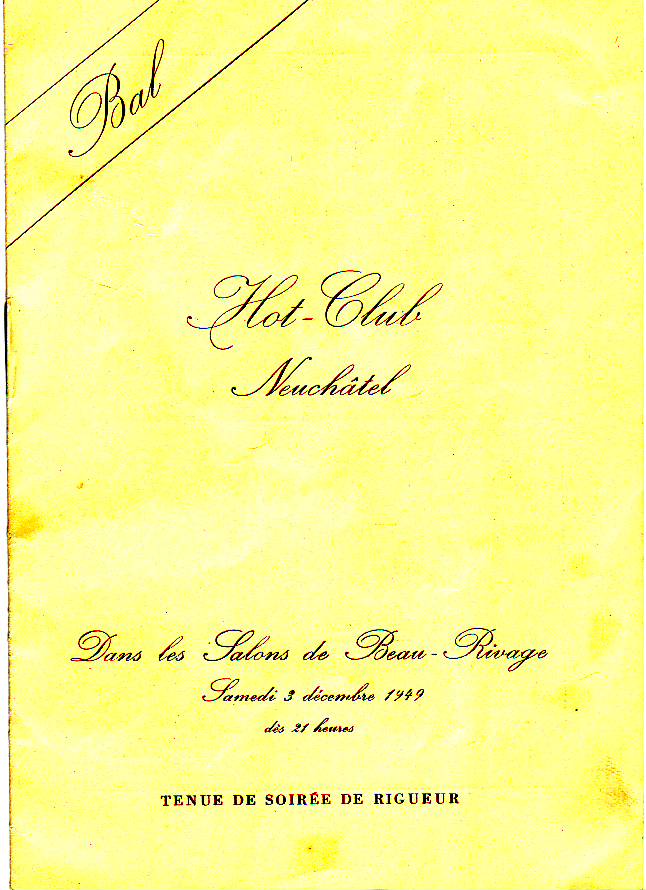 Bal
Hot-Club
Neuchâtel
Dans les Salons de Beau-Rivage
Samedi 3 décembre 1949
dès 21 heures
TENUE DE SOIRÉE DE RIGUEUR